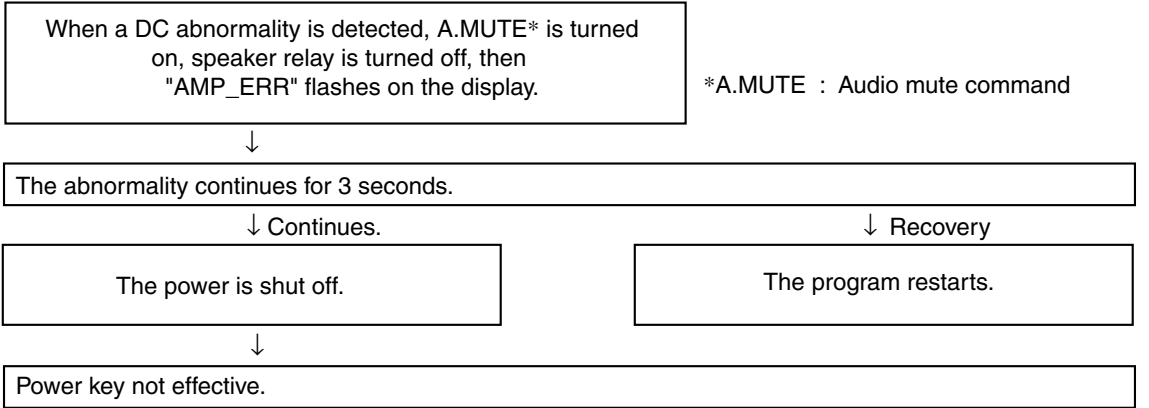 When a DC abnormality is detected, A.MUTE* is turned
on, speaker relay is turned off, then
"AMP_ERR" flashes on the display.
*A.MUTE : Audio mute command
↓
The abnormality continues for 3 seconds.
↓ Continues.
↓ Recovery
The power is shut off.
The program restarts.
↓
Power key not effective.